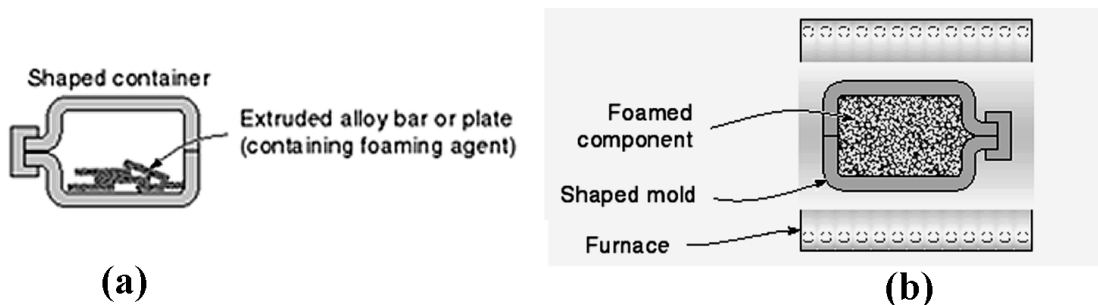 Shaped container
Extruded alloy bar or plate
(containing foaming agent)
(a)
Foamed
component
Shaped mold
Furnace
(b)